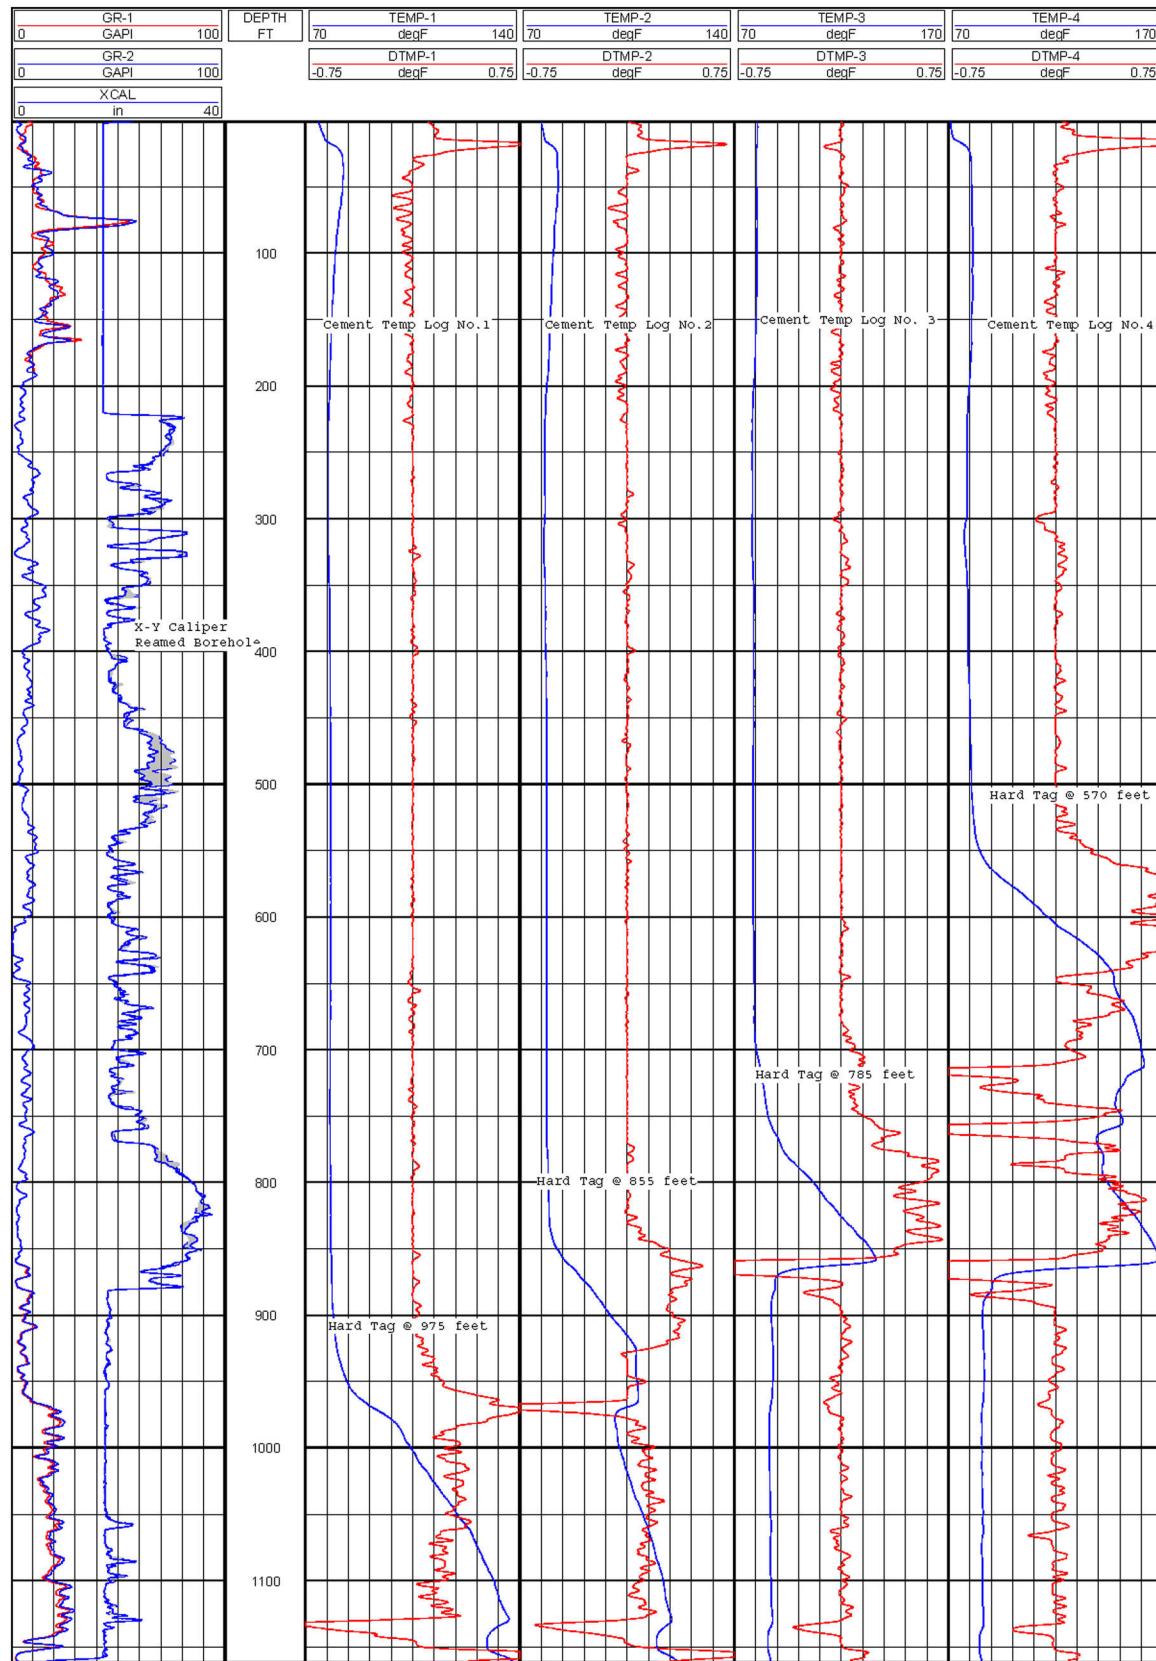 GR-1 DEPTH TEMP-1 TEMP-2 TEMP-3 TEMP-4
0 GAPI 100 FT 70 degF 140 70 degF 140 70 degF 170 70 degF 170
GR-2 DTMP-1 DTMP-2 DTMP-3 DTMP-4
0 GAPI 100 -0.75 degF 0.75 -0.75 degF 0.75 -0.75 degF 0.75 -0.75 degF 0.75
XCAL
0 in 40
100
Cement Temp Log No.1 Cement Temp Log No.2 Cement Temp Log No. 3 Cement Temp Log No.4
200
300
X-Y Caliper
Reamed Borehole
400
500
Hard Tag @ 570 feet
600
700
Hard Tag @ 785 feet
800
Hard Tag @ 855 feet
900
Hard Tag @ 975 feet
1000
1100